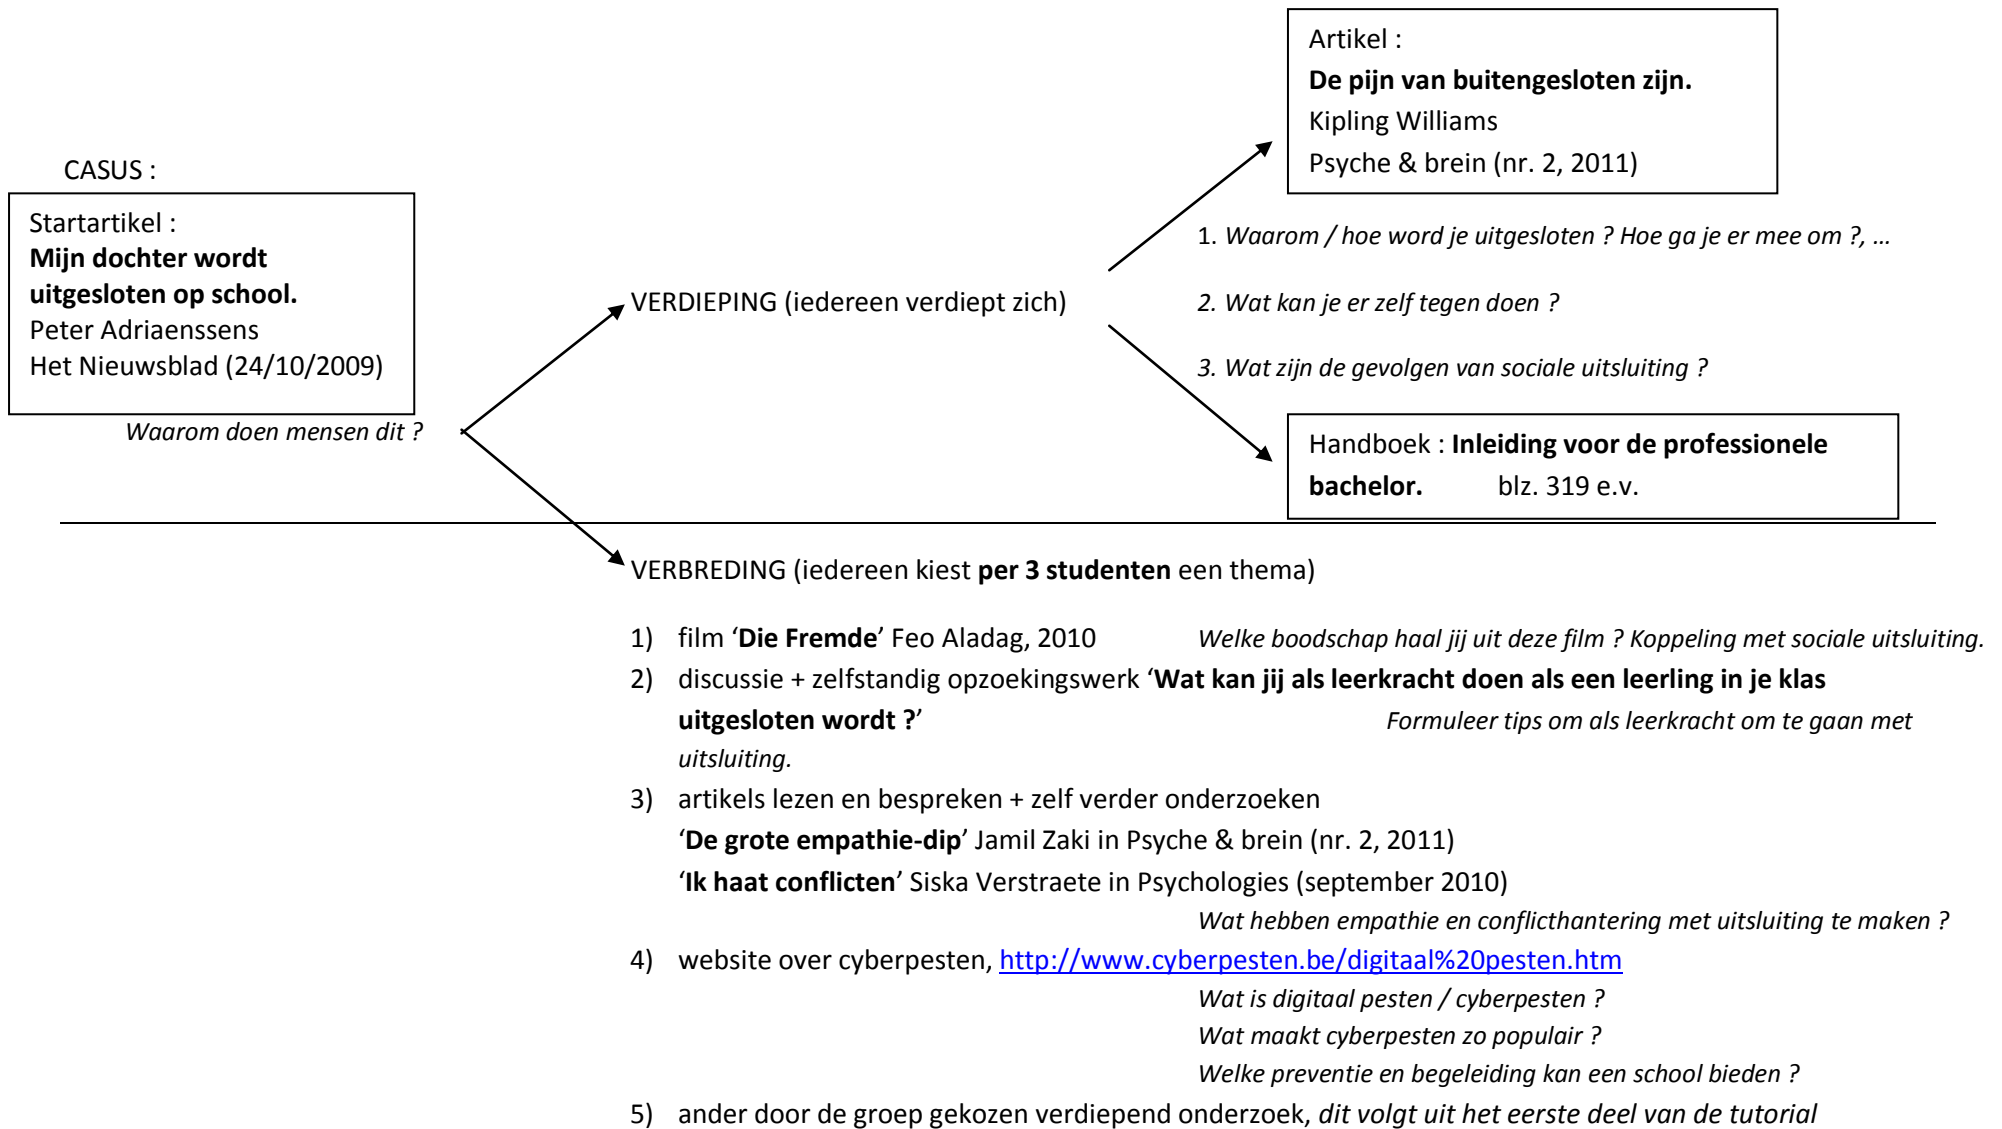 CASUS :
Startartikel :
Mijn dochter wordt
uitgesloten op school.
Peter Adriaenssens
Het Nieuwsblad (24/10/2009)
Waarom doen mensen dit ?
VERDIEPING (iedereen verdiept zich)
Artikel :
De pijn van buitengesloten zijn.
Kipling Williams
Psyche & brein (nr. 2, 2011)
1. Waarom / hoe word je uitgesloten ? Hoe ga je er mee om ?, …
2. Wat kan je er zelf tegen doen ?
3. Wat zijn de gevolgen van sociale uitsluiting ?
Handboek : Inleiding voor de professionele
bachelor. blz. 319 e.v.
VERBREDING (iedereen kiest per 3 studenten een thema)
1) film ‘Die Fremde’ Feo Aladag, 2010 Welke boodschap haal jij uit deze film ? Koppeling met sociale uitsluiting.
2) discussie + zelfstandig opzoekingswerk ‘Wat kan jij als leerkracht doen als een leerling in je klas
uitgesloten wordt ?’ Formuleer tips om als leerkracht om te gaan met
uitsluiting.
3) artikels lezen en bespreken + zelf verder onderzoeken
‘De grote empathie-dip’ Jamil Zaki in Psyche & brein (nr. 2, 2011)
‘Ik haat conflicten’ Siska Verstraete in Psychologies (september 2010)
Wat hebben empathie en conflicthantering met uitsluiting te maken ?
4) website over cyberpesten, http://www.cyberpesten.be/digitaal%20pesten.htm
Wat is digitaal pesten / cyberpesten ?
Wat maakt cyberpesten zo populair ?
Welke preventie en begeleiding kan een school bieden ?
5) ander door de groep gekozen verdiepend onderzoek, dit volgt uit het eerste deel van de tutorial